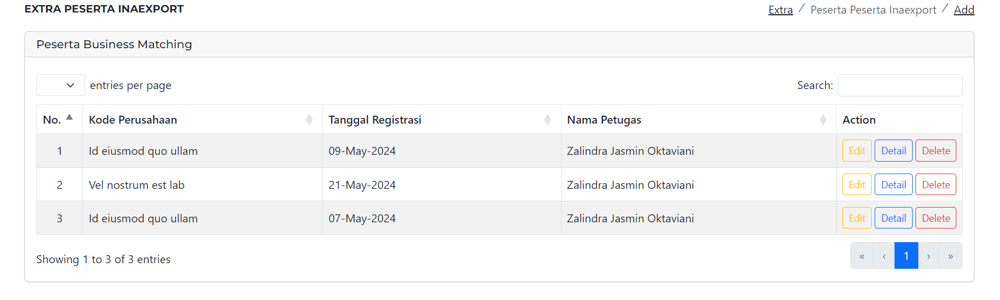 EXTRA PESERTA INAEXPORT
Extra / Peserta Peserta Inaexport / Add
Peserta Business Matching
entries per page
Search:
No. Kode Perusahaan Tanggal Registrasi Nama Petugas Action
1 Id eiusmod quo ullam 09-May-2024 Zalindra Jasmin Oktaviani Edit Detail Delete
2 Vel nostrum est lab 21-May-2024 Zalindra Jasmin Oktaviani Edit Detail Delete
3 Id eiusmod quo ullam 07-May-2024 Zalindra Jasmin Oktaviani Edit Detail Delete
Showing 1 to 3 of 3 entries
« ‹ 1 › »